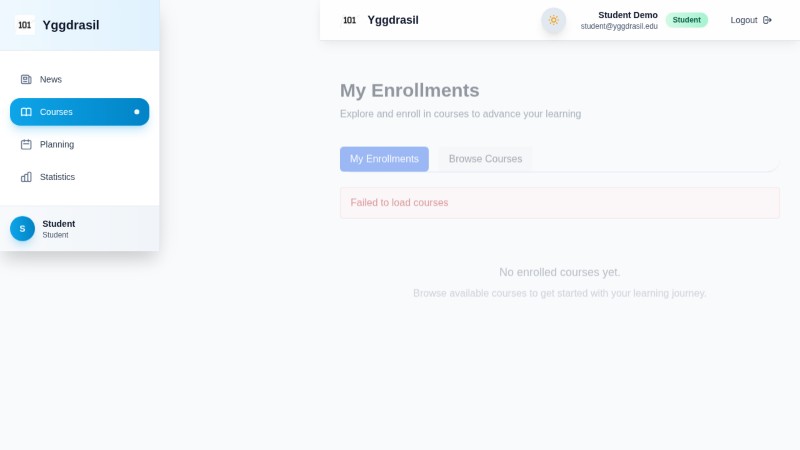 101 Yggdrasil
News
Courses
Planning
Statistics
S
Student
Student
101 Yggdrasil
Student Demo
student@yggdrasil.edu
Student
Logout
My Enrollments
Explore and enroll in courses to advance your learning
My Enrollments
Browse Courses
Failed to load courses
No enrolled courses yet.
Browse available courses to get started with your learning journey.